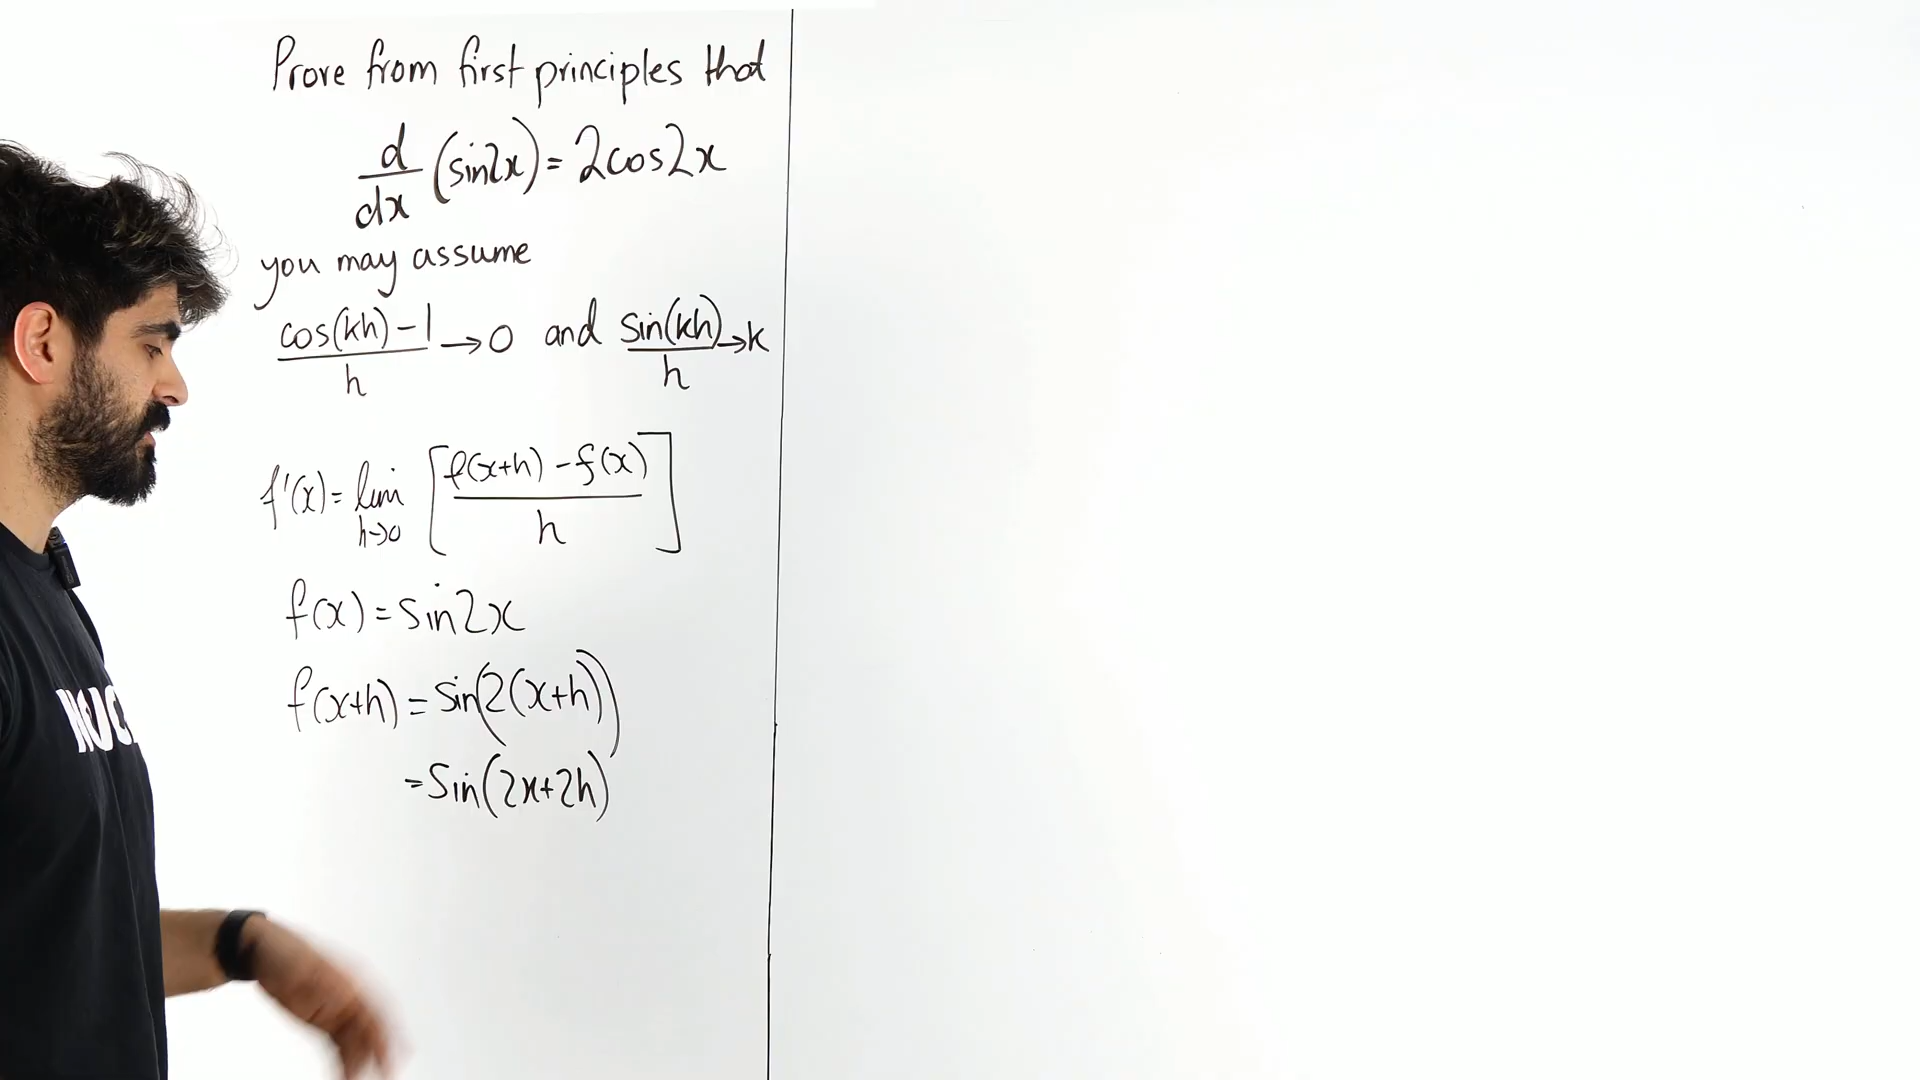 Prove from first principles that
d/dx (sin2x) = 2cos2x
you may assume
cos(kh) - 1 / h → 0 and sin(kh) / h → k
f'(x) = lim h→0 [ f(x+h) - f(x) / h ]
f(x) = sin2x
f(x+h) = sin(2(x+h))
= Sin(2x+2h)